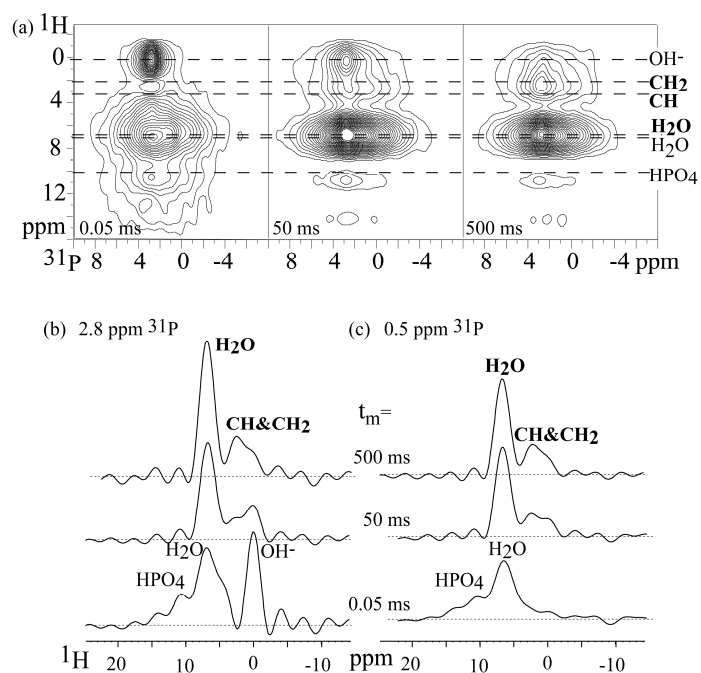 (a) 1H
0
4
8
12
ppm
0.05 ms
50 ms
500 ms
OH-
CH2
CH
H2O
H2O
HPO4
31P 8 4 0 -4 8 4 0 -4 8 4 0 -4 ppm
(b) 2.8 ppm 31P
(c) 0.5 ppm 31P
H2O
H2O
CH&CH2
tm=
CH&CH2
500 ms
50 ms
H2O
OH-
H2O
HPO4
HPO4
0.05 ms
1H 20 10 0 -10 ppm 20 10 0 -10